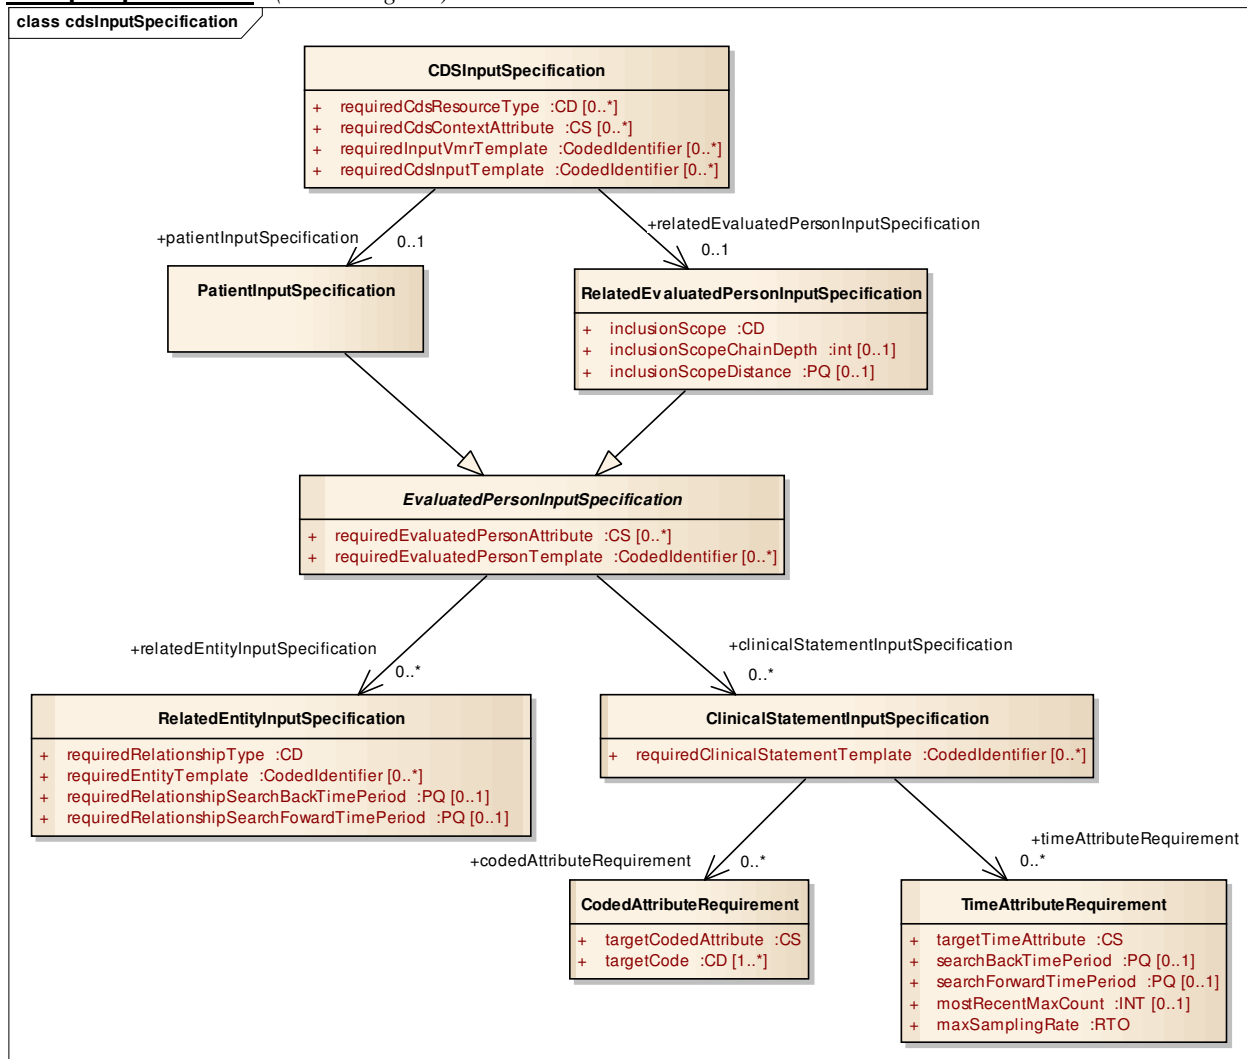 class cdsInputSpecification
CDSInputSpecification
+ requiredCdsResourceType :CD [0..*]
+ requiredCdsContextAttribute :CS [0..*]
+ requiredInputVmrTemplate :CodedIdentifier [0..*]
+ requiredCdsInputTemplate :CodedIdentifier [0..*]
+patientInputSpecification
0..1
+relatedEvaluatedPersonInputSpecification
0..1
PatientInputSpecification
RelatedEvaluatedPersonInputSpecification
+ inclusionScope :CD
+ inclusionScopeChainDepth :int [0..1]
+ inclusionScopeDistance :PQ [0..1]
EvaluatedPersonInputSpecification
+ requiredEvaluatedPersonAttribute :CS [0..*]
+ requiredEvaluatedPersonTemplate :CodedIdentifier [0..*]
+relatedEntityInputSpecification
0..*
+clinicalStatementInputSpecification
0..*
RelatedEntityInputSpecification
+ requiredRelationshipType :CD
+ requiredEntityTemplate :CodedIdentifier [0..*]
+ requiredRelationshipSearchBackTimePeriod :PQ [0..1]
+ requiredRelationshipSearchFowardTimePeriod :PQ [0..1]
ClinicalStatementInputSpecification
+ requiredClinicalStatementTemplate :CodedIdentifier [0..*]
+codedAttributeRequirement
0..*
+timeAttributeRequirement
0..*
CodedAttributeRequirement
+ targetCodedAttribute :CS
+ targetCode :CD [1..*]
TimeAttributeRequirement
+ targetTimeAttribute :CS
+ searchBackTimePeriod :PQ [0..1]
+ searchForwardTimePeriod :PQ [0..1]
+ mostRecentMaxCount :INT [0..1]
+ maxSamplingRate :RTO